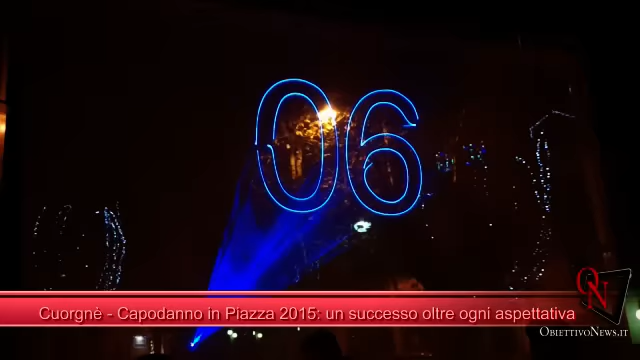 06
Cuorgnè - Capodanno in Piazza 2015: un successo oltre ogni aspettativa
ON
ObiettivoNews.it